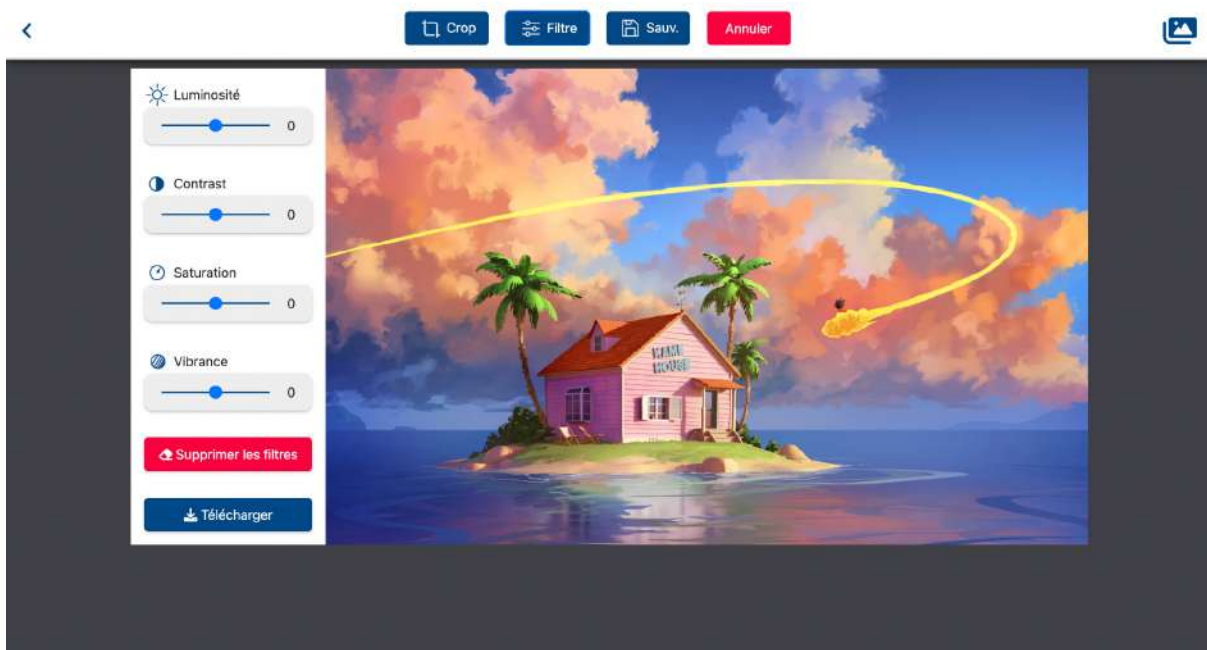 Crop
Filtre
Sauv.
Annuler
Luminosité
0
Contrast
0
Saturation
0
Vibrance
0
Supprimer les filtres
Télécharger
KAME
HOUSE